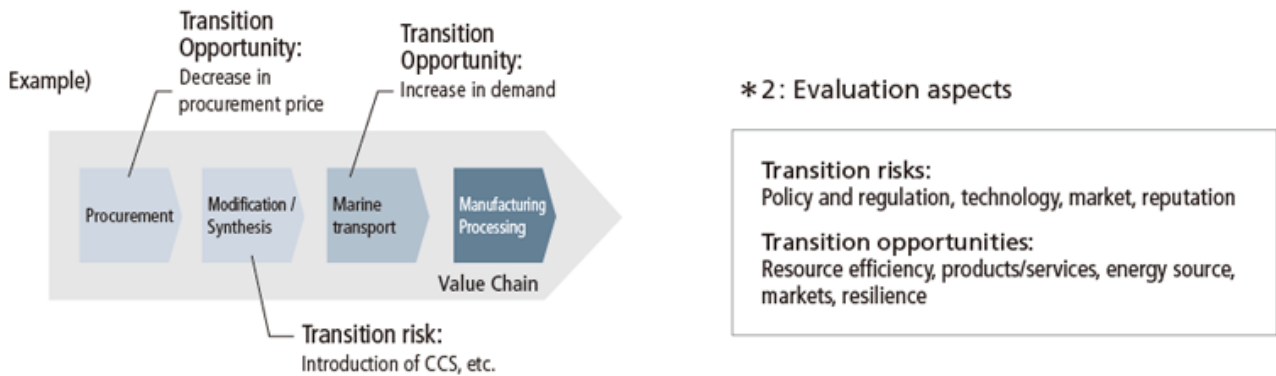 Example)
Transition
Opportunity:
Decrease in
procurement price
Transition
Opportunity:
Increase in demand
Procurement
Modification /
Synthesis
Marine
transport
Manufacturing
Processing
Value Chain
Transition risk:
Introduction of CCS, etc.
*2: Evaluation aspects
Transition risks:
Policy and regulation, technology, market, reputation
Transition opportunities:
Resource efficiency, products/services, energy source,
markets, resilience